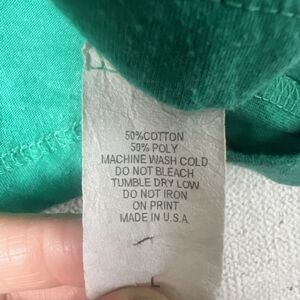 50%COTTON
50% POLY
MACHINE WASH COLD
DO NOT BLEACH
TUMBLE DRY LOW
DO NOT IRON
ON PRINT
MADE IN U.S.A.
L